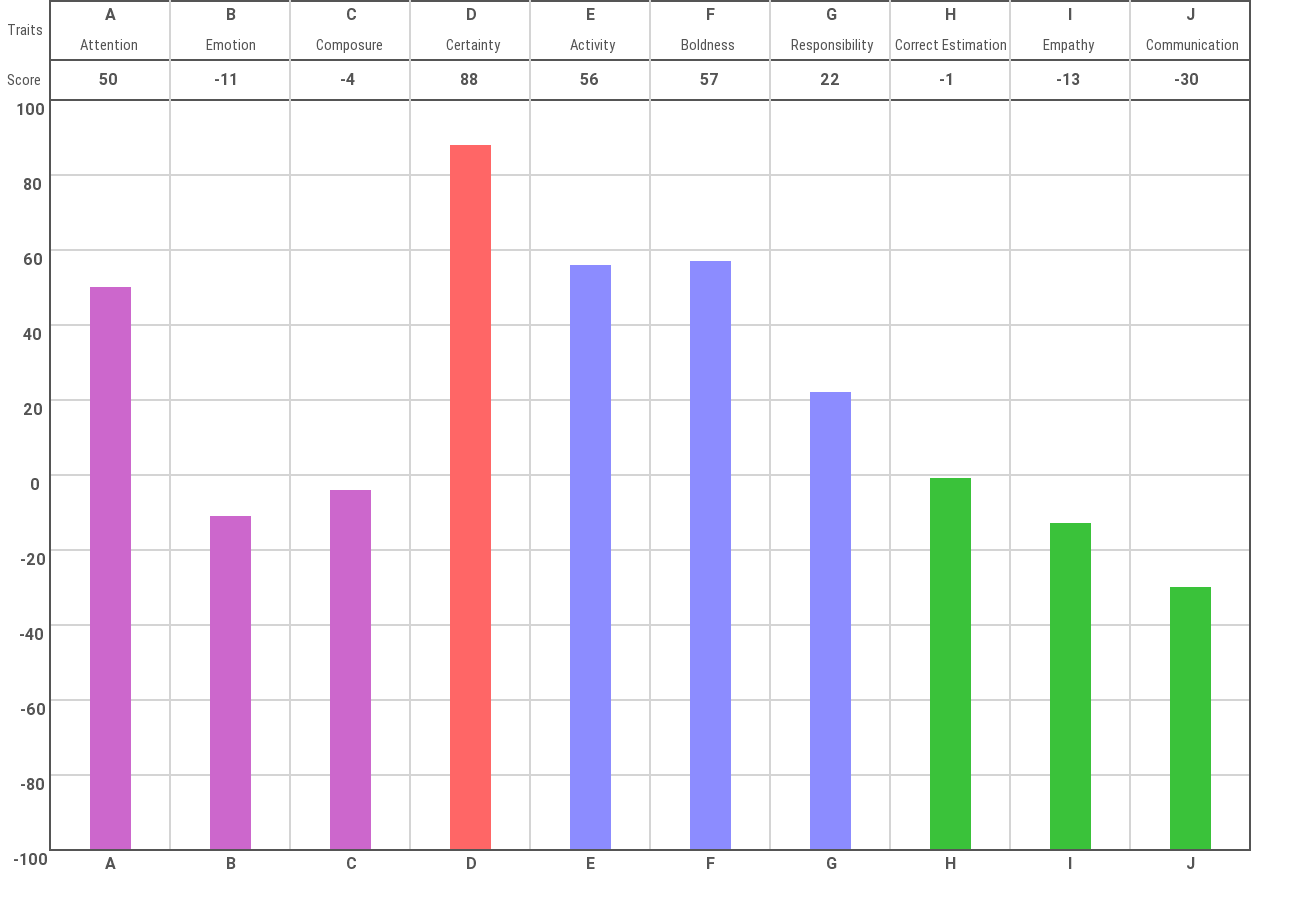 Traits A B C D E F G H I J
Attention Emotion Composure Certainty Activity Boldness Responsibility Correct Estimation Empathy Communication
Score 50 -11 -4 88 56 57 22 -1 -13 -30
100
80
60
40
20
0
-20
-40
-60
-80
-100
A B C D E F G H I J